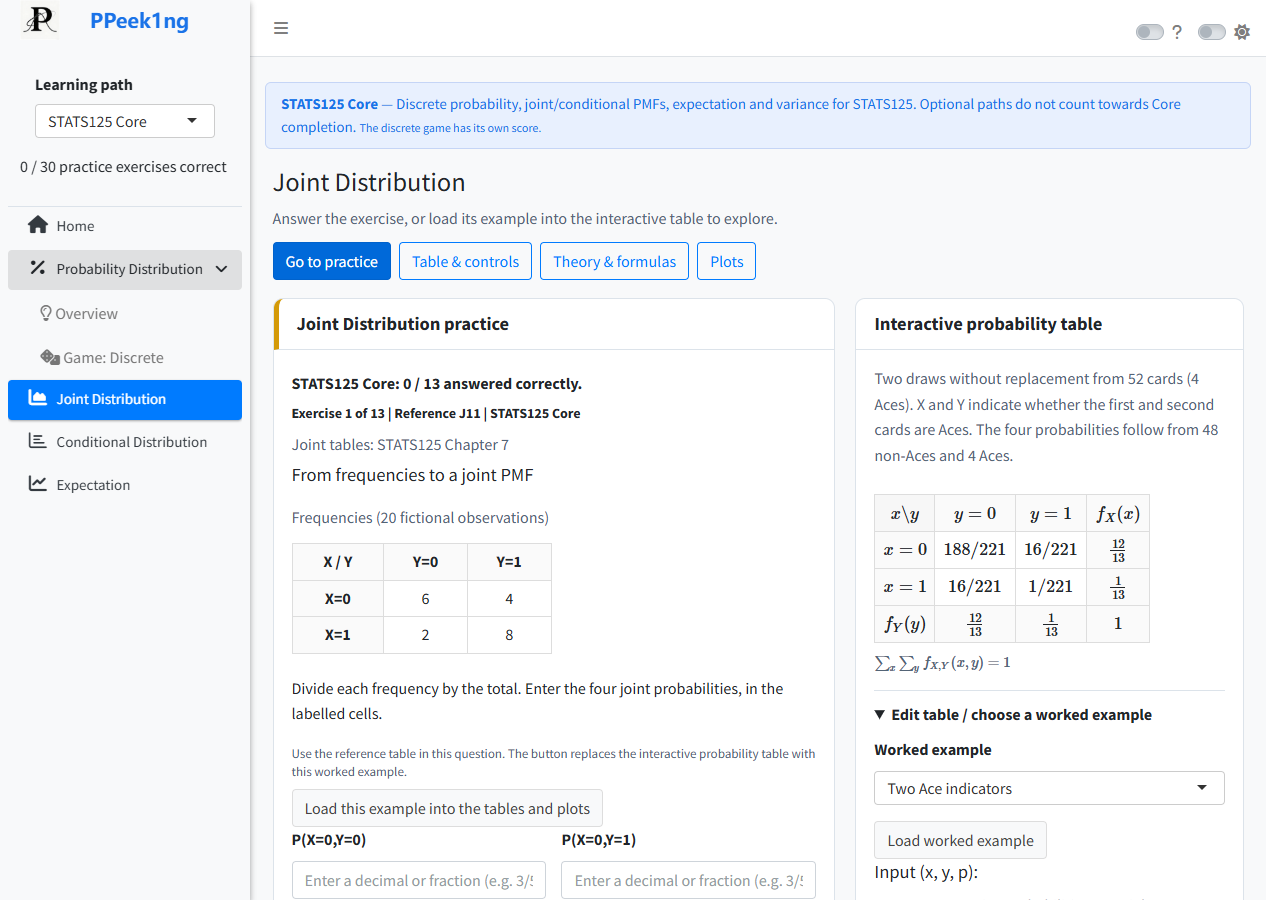 PPeek1ng
Learning path
STATS125 Core
0 / 30 practice exercises correct
Home
Probability Distribution
Overview
Game: Discrete
Joint Distribution
Conditional Distribution
Expectation
?
STATS125 Core — Discrete probability, joint/conditional PMFs, expectation and variance for STATS125. Optional paths do not count towards Core
completion. The discrete game has its own score.
Joint Distribution
Answer the exercise, or load its example into the interactive table to explore.
Go to practice
Table & controls
Theory & formulas
Plots
Joint Distribution practice
STATS125 Core: 0 / 13 answered correctly.
Exercise 1 of 13 | Reference J11 | STATS125 Core
Joint tables: STATS125 Chapter 7
From frequencies to a joint PMF
Frequencies (20 fictional observations)
X / Y Y=0 Y=1
X=0 6 4
X=1 2 8
Divide each frequency by the total. Enter the four joint probabilities, in the
labelled cells.
Use the reference table in this question. The button replaces the interactive probability table with
this worked example.
Load this example into the tables and plots
P(X=0,Y=0) P(X=0,Y=1)
Enter a decimal or fraction (e.g. 3/ Enter a decimal or fraction (e.g. 3/
Interactive probability table
Two draws without replacement from 52 cards (4
Aces). X and Y indicate whether the first and second
cards are Aces. The four probabilities follow from 48
non-Aces and 4 Aces.
x\y y = 0 y = 1 f_X(x)
x = 0 188/221 16/221 12/13
x = 1 16/221 1/221 1/13
f_Y(y) 12/13 1/13 1
∑_x ∑_y f_{X,Y}(x, y) = 1
▼ Edit table / choose a worked example
Worked example
Two Ace indicators
Load worked example
Input (x, y, p):